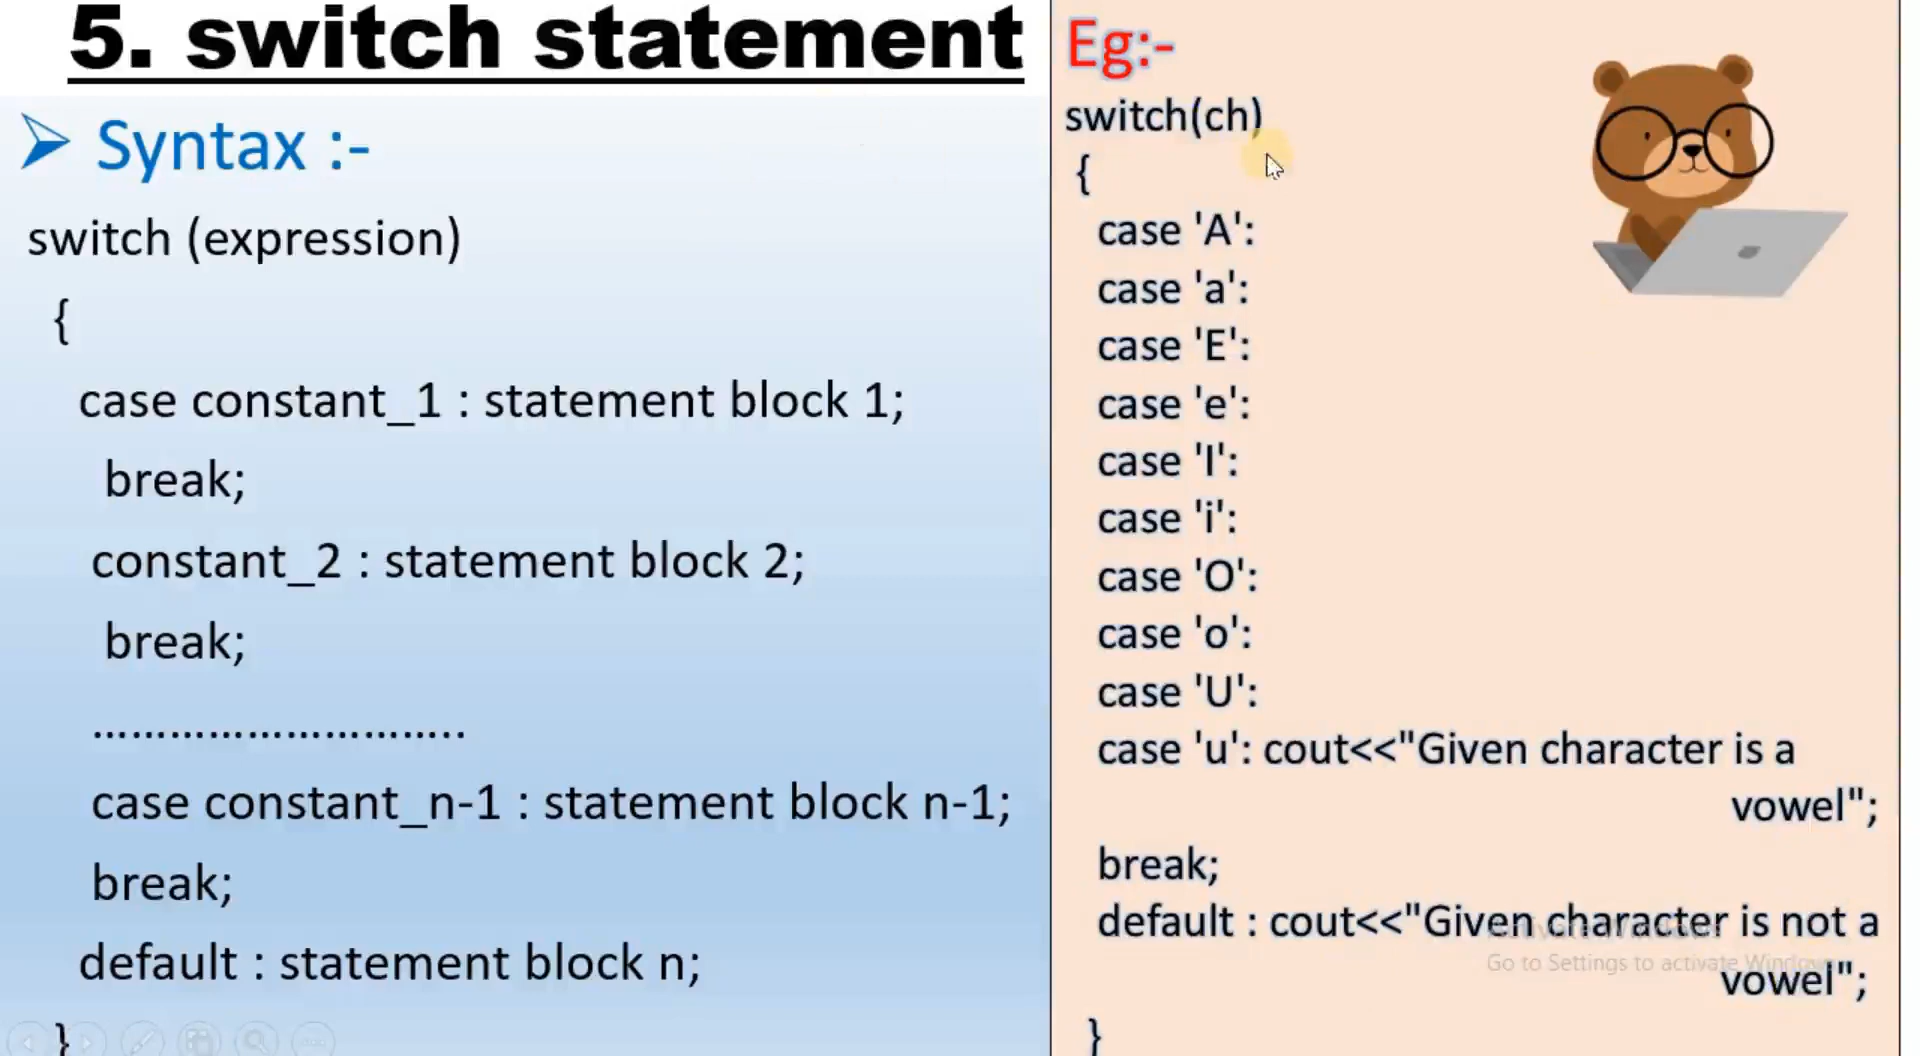 5. switch statement
Syntax :-
switch (expression)
{
case constant_1 : statement block 1;
break;
constant_2 : statement block 2;
break;
...............................
case constant_n-1 : statement block n-1;
break;
default : statement block n;
}
Eg:-
switch(ch)
{
case 'A':
case 'a':
case 'E':
case 'e':
case 'I':
case 'i':
case 'O':
case 'o':
case 'U':
case 'u': cout<<"Given character is a
vowel";
break;
default : cout<<"Given character is not a
vowel";
}
Activate Windows
Go to Settings to activate Windows.